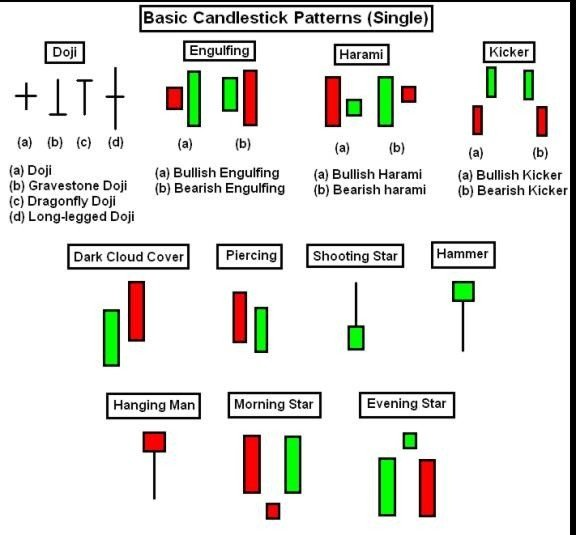 Basic Candlestick Patterns (Single)
Doji
Engulfing
Harami
Kicker
(a) (b) (c) (d)
(a) (b)
(a) (b)
(a) (b)
(a) Doji
(b) Gravestone Doji
(c) Dragonfly Doji
(d) Long-legged Doji
(a) Bullish Engulfing
(b) Bearish Engulfing
(a) Bullish Harami
(b) Bearish harami
(a) Bullish Kicker
(b) Bearish Kicker
Dark Cloud Cover
Piercing
Shooting Star
Hammer
Hanging Man
Morning Star
Evening Star